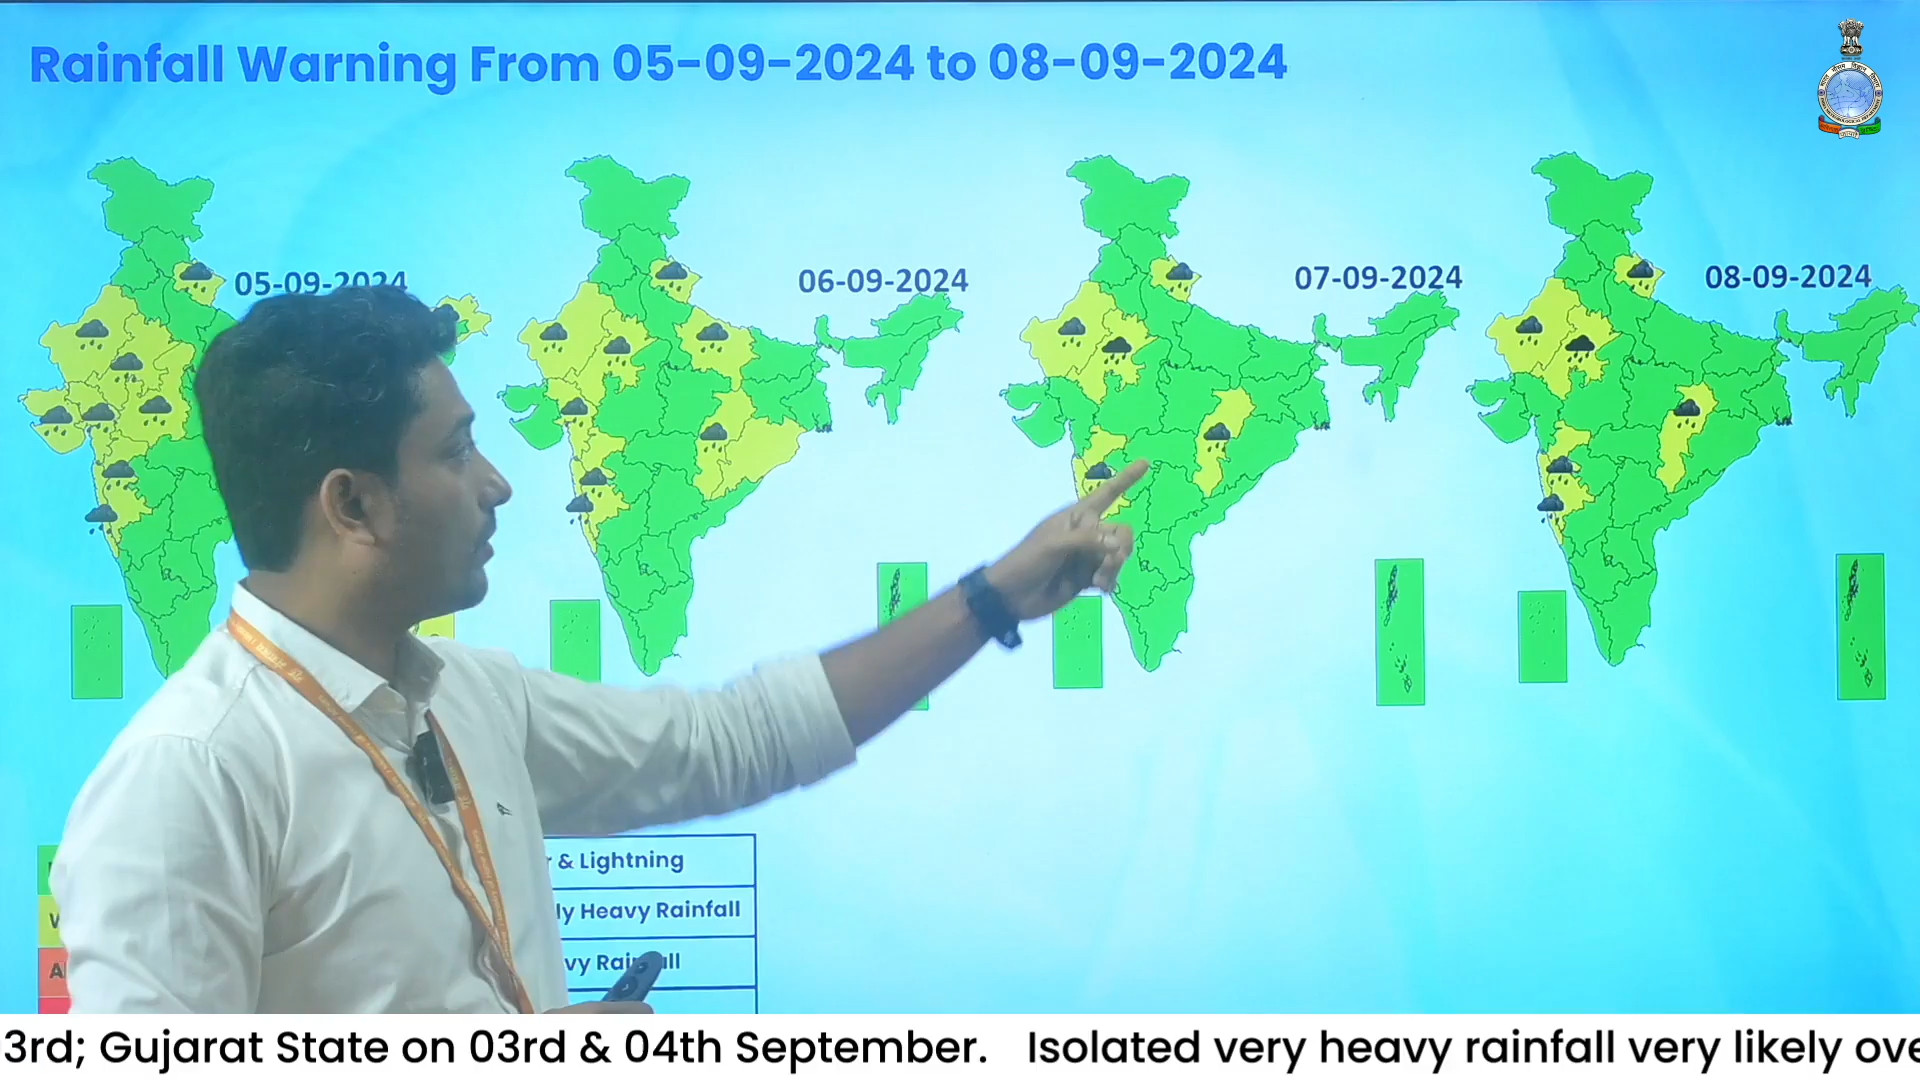 Rainfall Warning From 05-09-2024 to 08-09-2024
05-09-2024
06-09-2024
07-09-2024
08-09-2024
& Lightning
Heavy Rainfall
3rd; Gujarat State on 03rd & 04th September. Isolated very heavy rainfall very likely